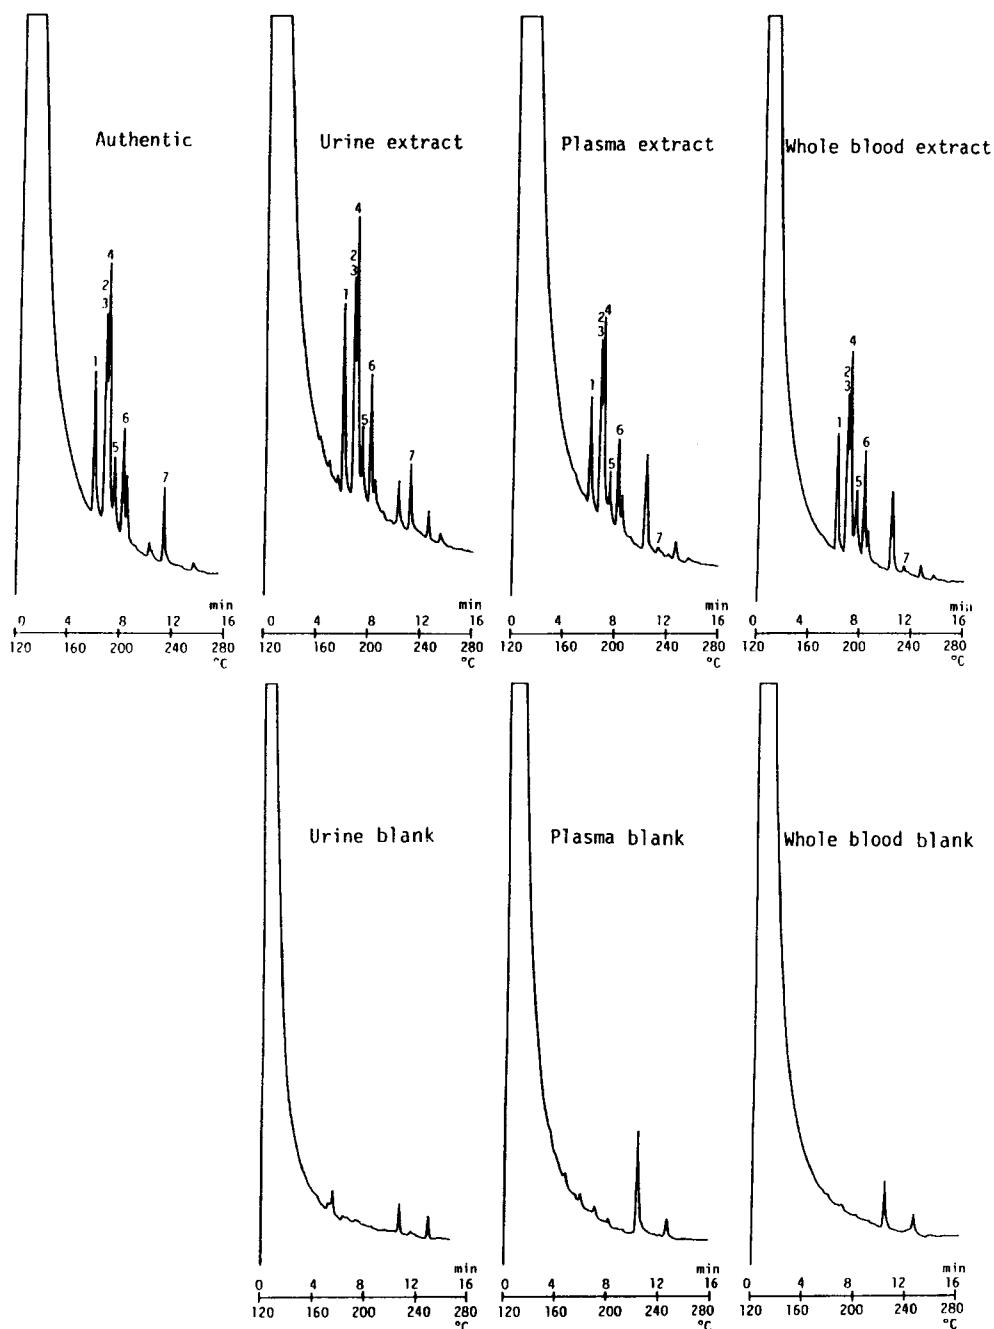 Authentic
Urine extract
Plasma extract
Whole blood extract
4
2
3
1
6
5
7
4
2
3
1
6
5
7
2 4
3
1
6
5
7
4
2
3
1
6
5
7
min
0 4 8 12 16
120 160 200 240 280
°C
min
0 4 8 12 16
120 160 200 240 280
°C
min
0 4 8 12 16
120 160 200 240 280
°C
min
0 4 8 12 16
120 160 200 240 280
°C
Urine blank
Plasma blank
Whole blood blank
min
0 4 8 12 16
120 160 200 240 280
°C
min
0 4 8 12 16
120 160 200 240 280
°C
min
0 4 8 12 16
120 160 200 240 280
°C